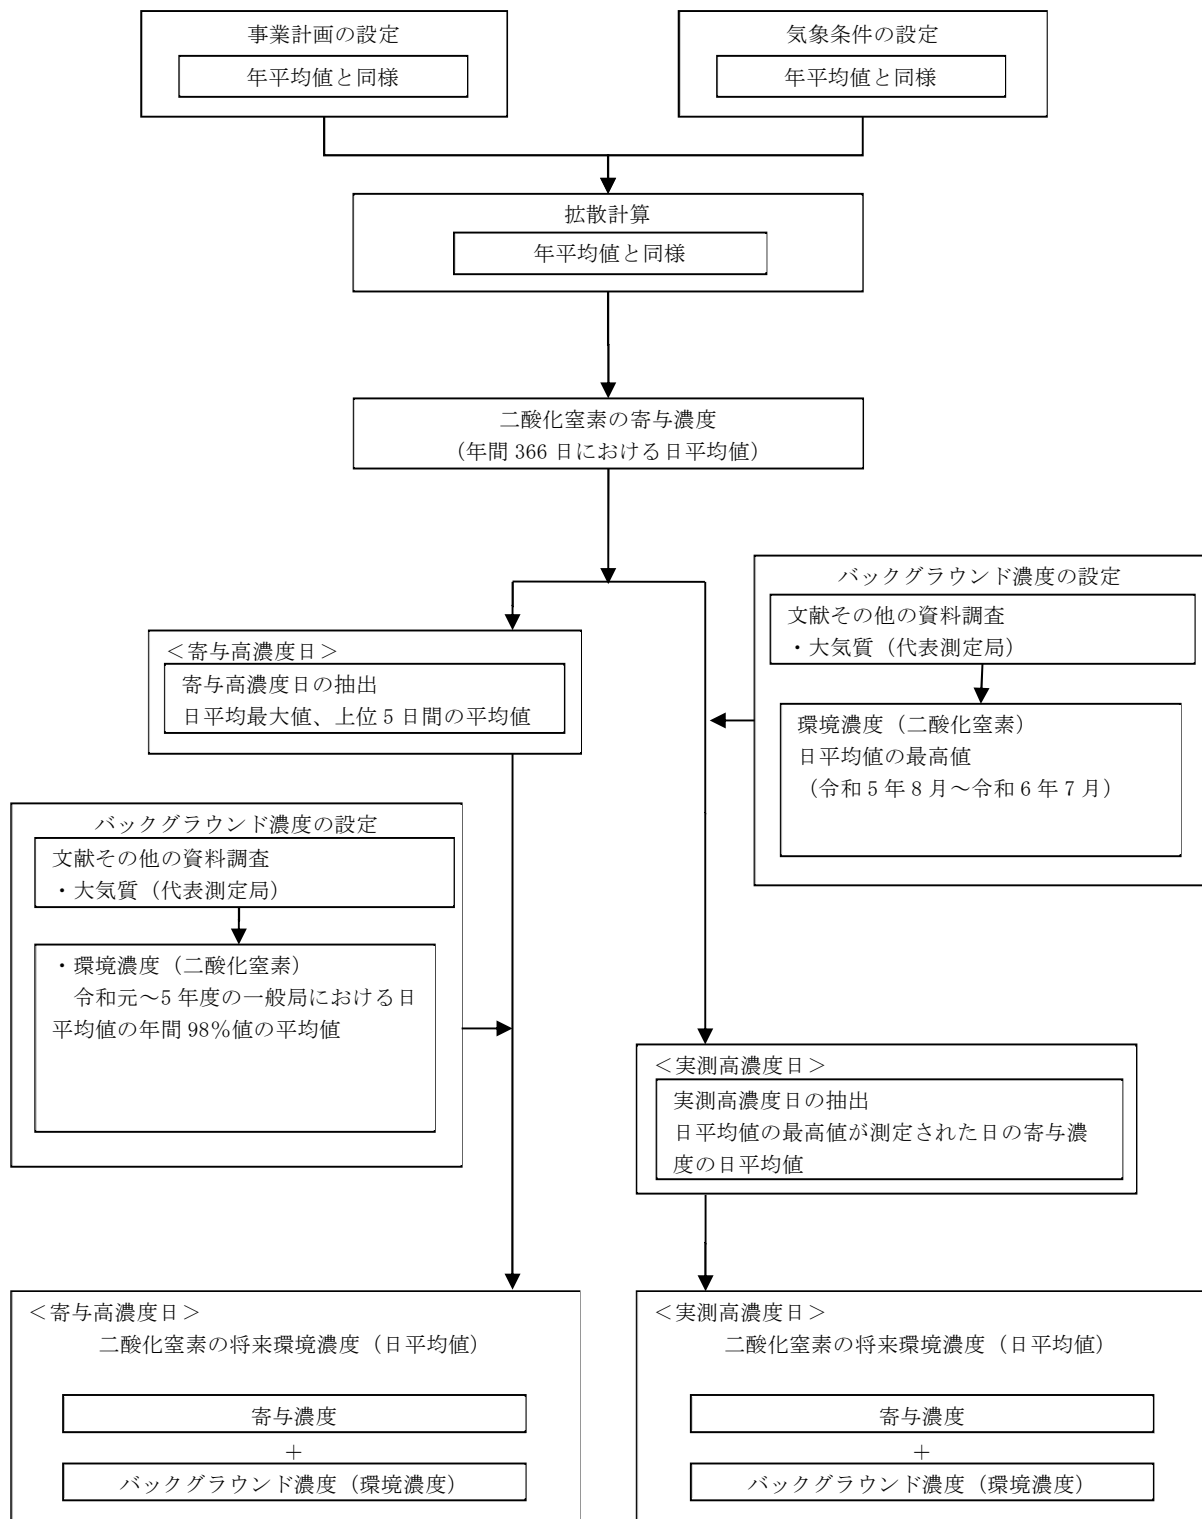 事業計画の設定
年平均値と同様
気象条件の設定
年平均値と同様
拡散計算
年平均値と同様
二酸化窒素の寄与濃度
（年間 366 日における日平均値）
バックグラウンド濃度の設定
文献その他の資料調査
・大気質（代表測定局）
環境濃度（二酸化窒素）
日平均値の最高値
（令和 5 年 8 月～令和 6 年 7 月）
＜寄与高濃度日＞
寄与高濃度日の抽出
日平均最大値、上位 5 日間の平均値
バックグラウンド濃度の設定
文献その他の資料調査
・大気質（代表測定局）
・環境濃度（二酸化窒素）
令和元～5 年度の一般局における日
平均値の年間 98％値の平均値
＜実測高濃度日＞
実測高濃度日の抽出
日平均値の最高値が測定された日の寄与濃
度の日平均値
＜寄与高濃度日＞
二酸化窒素の将来環境濃度（日平均値）
寄与濃度
＋
バックグラウンド濃度（環境濃度）
＜実測高濃度日＞
二酸化窒素の将来環境濃度（日平均値）
寄与濃度
＋
バックグラウンド濃度（環境濃度）